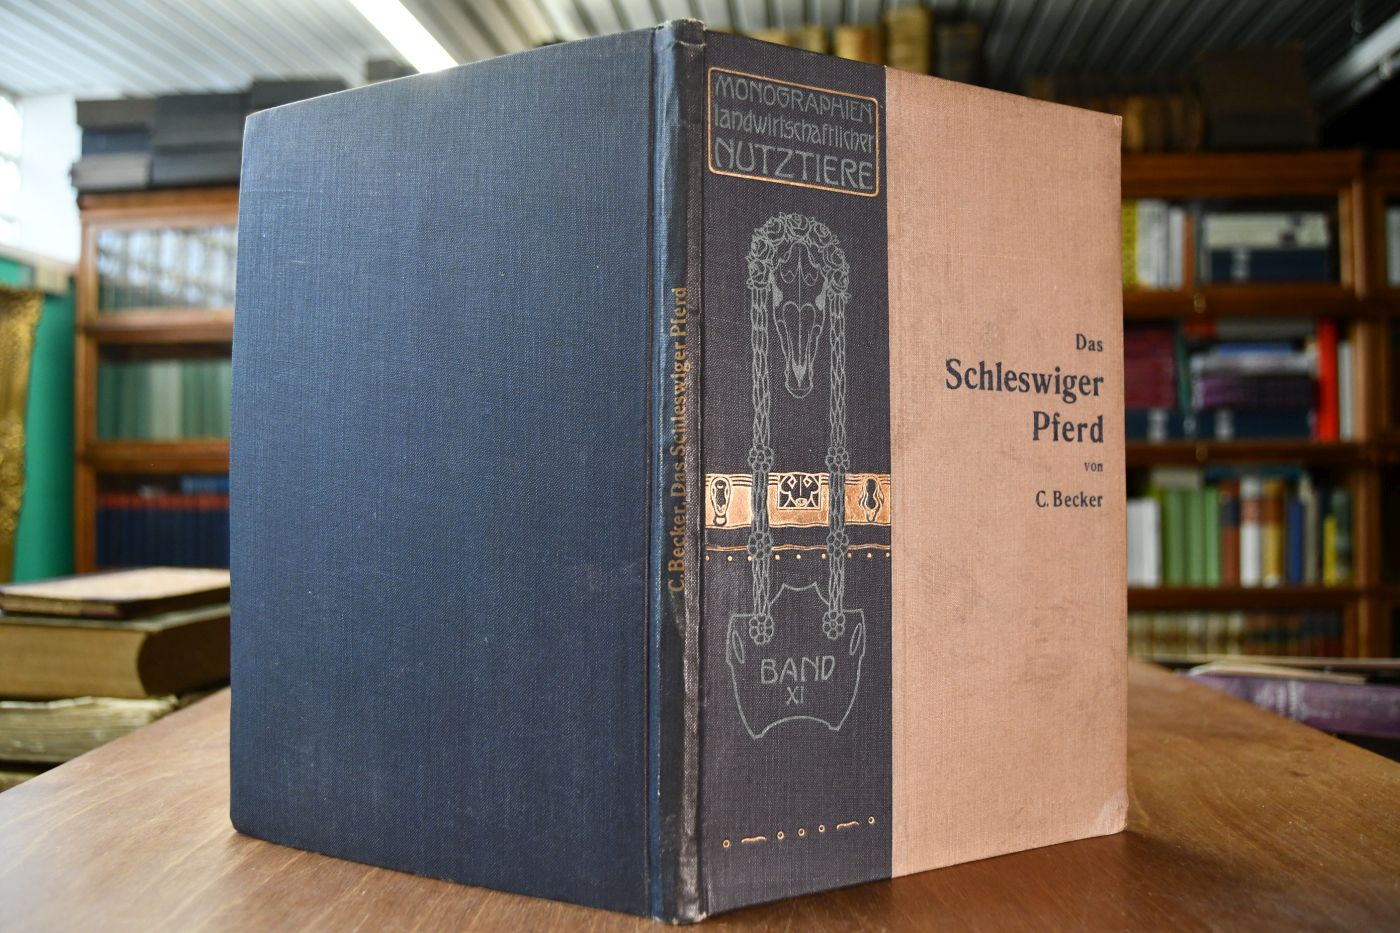 C. Becker, Das Schleswiger Pferd
MONOGRAPHIEN
landwirtschaftlicher
NUTZTIERE
BAND
XI
Das
Schleswiger
Pferd
von
C. Becker